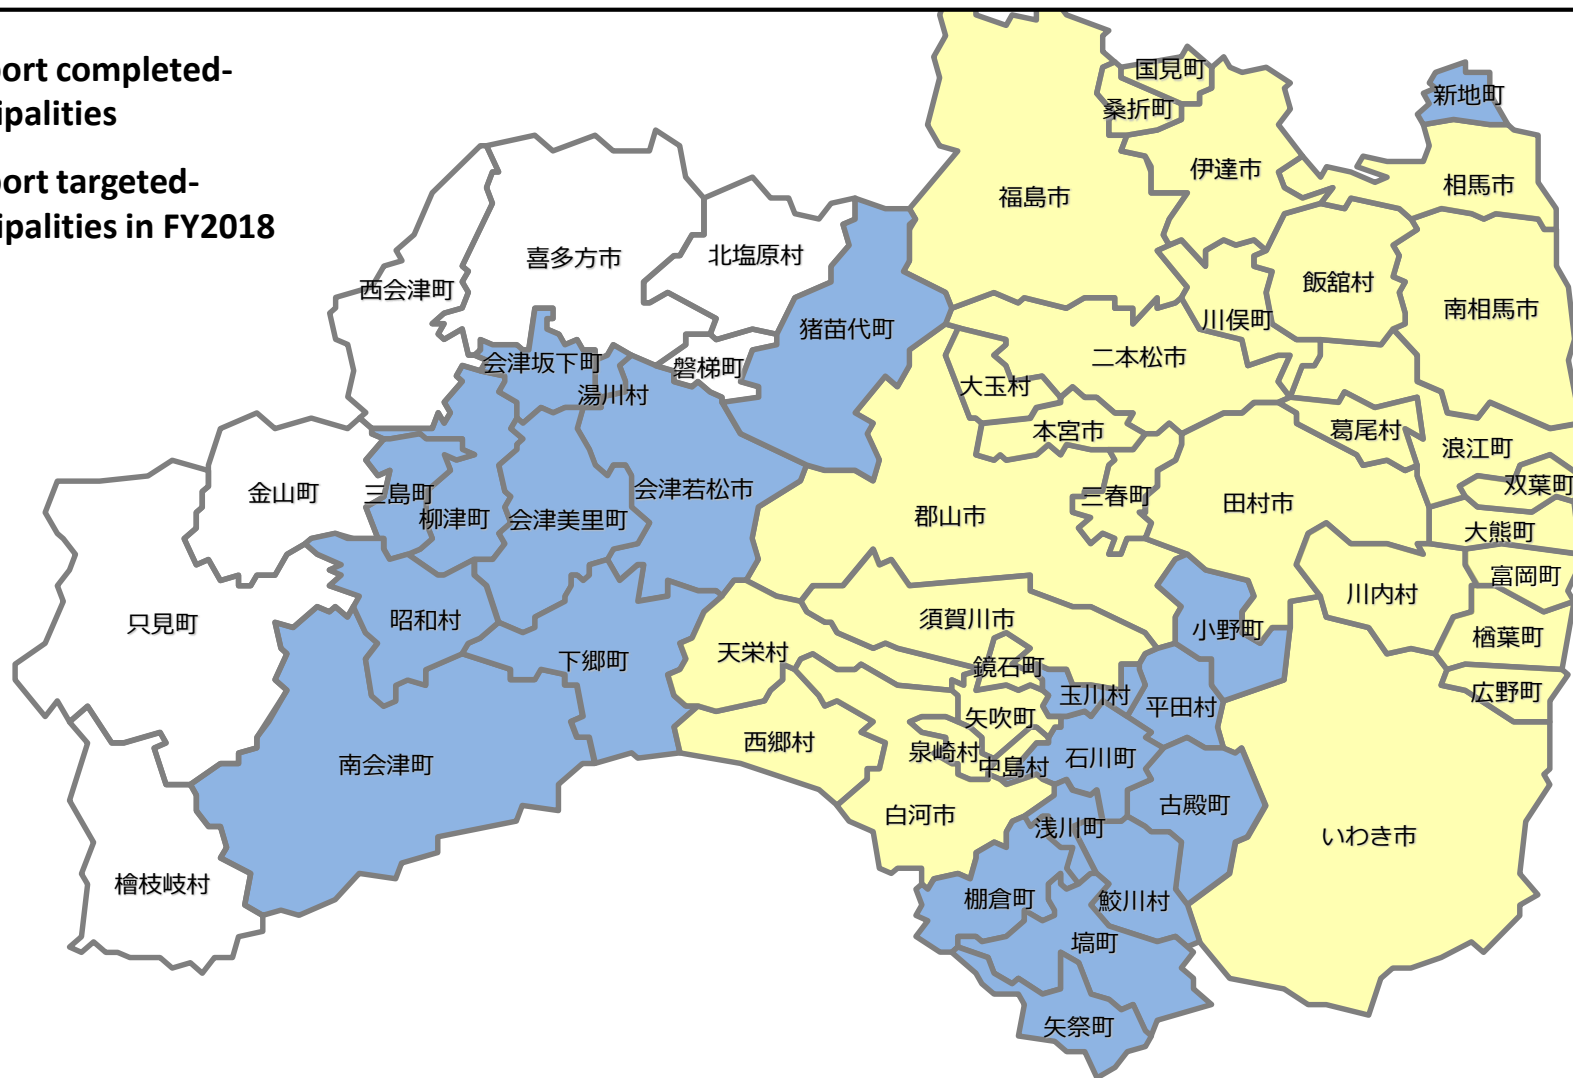 ort completed-
ipalities
ort targeted-
ipalities in FY2018
国見町
新地町
桑折町
伊達市
相馬市
福島市
喜多方市
北塩原村
西会津町
飯舘村
南相馬市
川俣町
猪苗代町
二本松市
会津坂下町
磐梯町
大玉村
湯川村
本宮市
葛尾村
浪江町
双葉町
金山町
三島町
会津若松市
柳津町
会津美里町
郡山市
三春町
田村市
大熊町
富岡町
川内村
只見町
昭和村
須賀川市
小野町
楢葉町
天栄村
下郷町
鏡石町
玉川村
平田村
広野町
矢吹町
西郷村
泉崎村
中島村
石川町
南会津町
古殿町
白河市
浅川町
いわき市
檜枝岐村
棚倉町
鮫川村
塙町
矢祭町